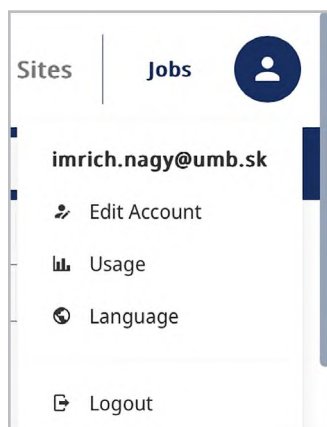 Sites
Jobs
imrich.nagy@umb.sk
Edit Account
Usage
Language
Logout